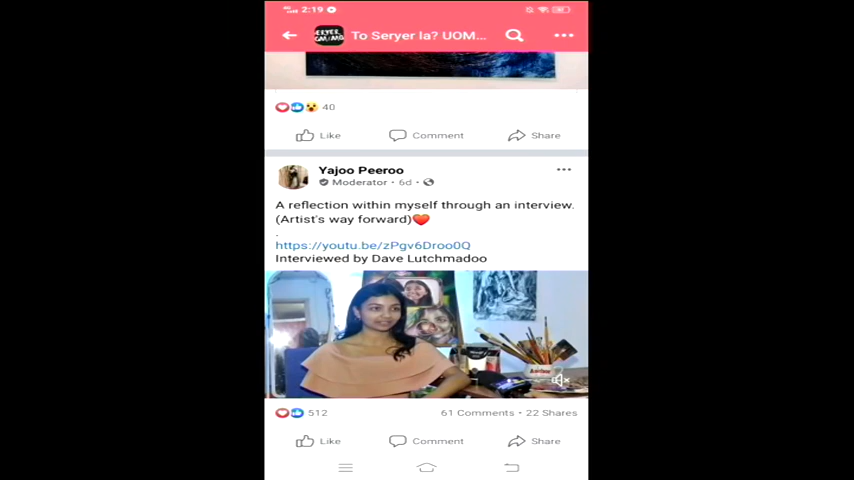 2:19
To Seryer la? UOM...
40
Like Comment Share
Yajoo Peeroo
Moderator • 6d •
A reflection within myself through an interview.
(Artist's way forward)❤️
.
https://youtu.be/zPgv6Droo0Q
Interviewed by Dave Lutchmadoo
512 61 Comments • 22 Shares
Like Comment Share